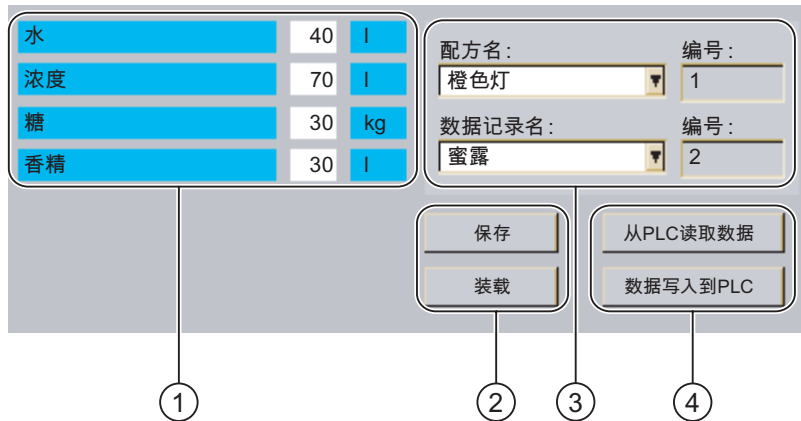 水 40 l
浓度 70 l
糖 30 kg
香精 30 l
配方名: 编号:
橙色灯 1
数据记录名: 编号:
蜜露 2
保存 从PLC读取数据
装载 数据写入到PLC
1 2 3 4